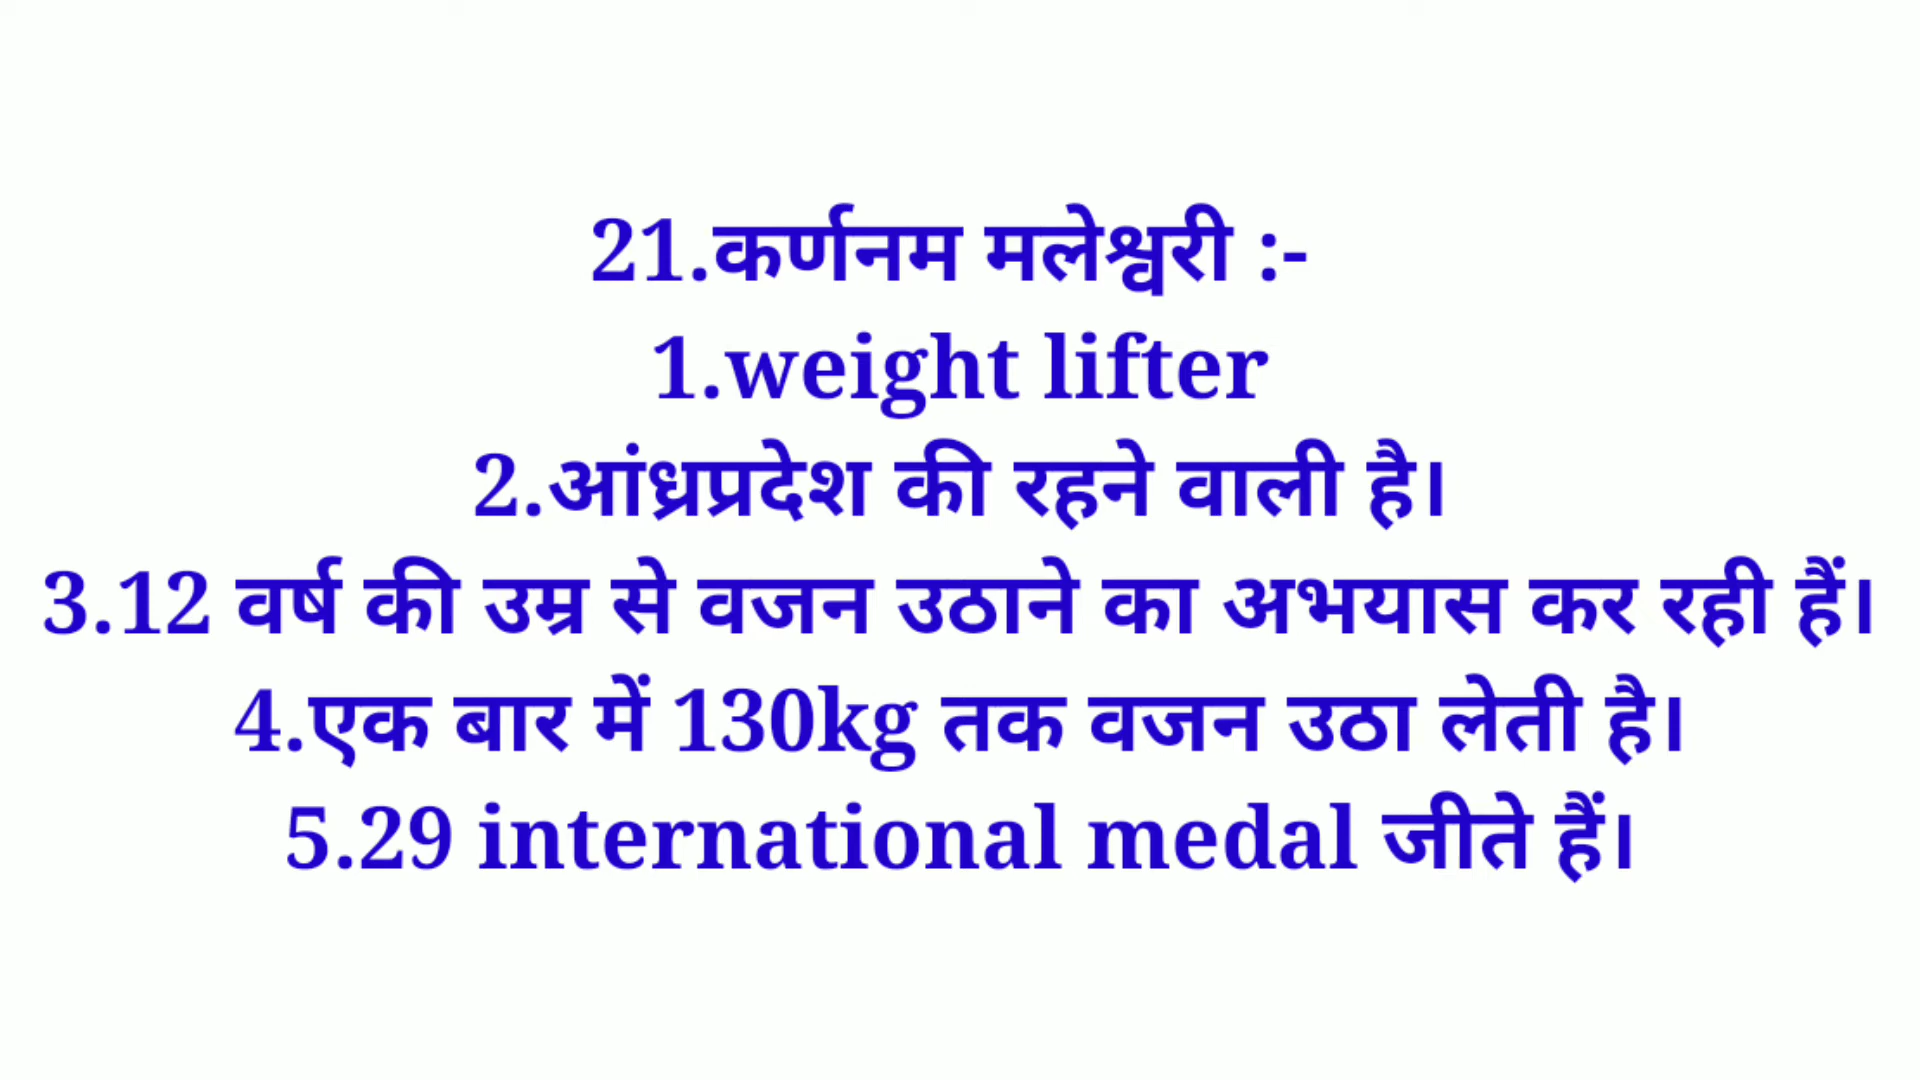 21.कर्णनम मलेश्वरी :-
1.weight lifter
2.आंध्रप्रदेश की रहने वाली है।
3.12 वर्ष की उम्र से वजन उठाने का अभयास कर रही हैं।
4.एक बार में 130kg तक वजन उठा लेती है।
5.29 international medal जीते हैं।